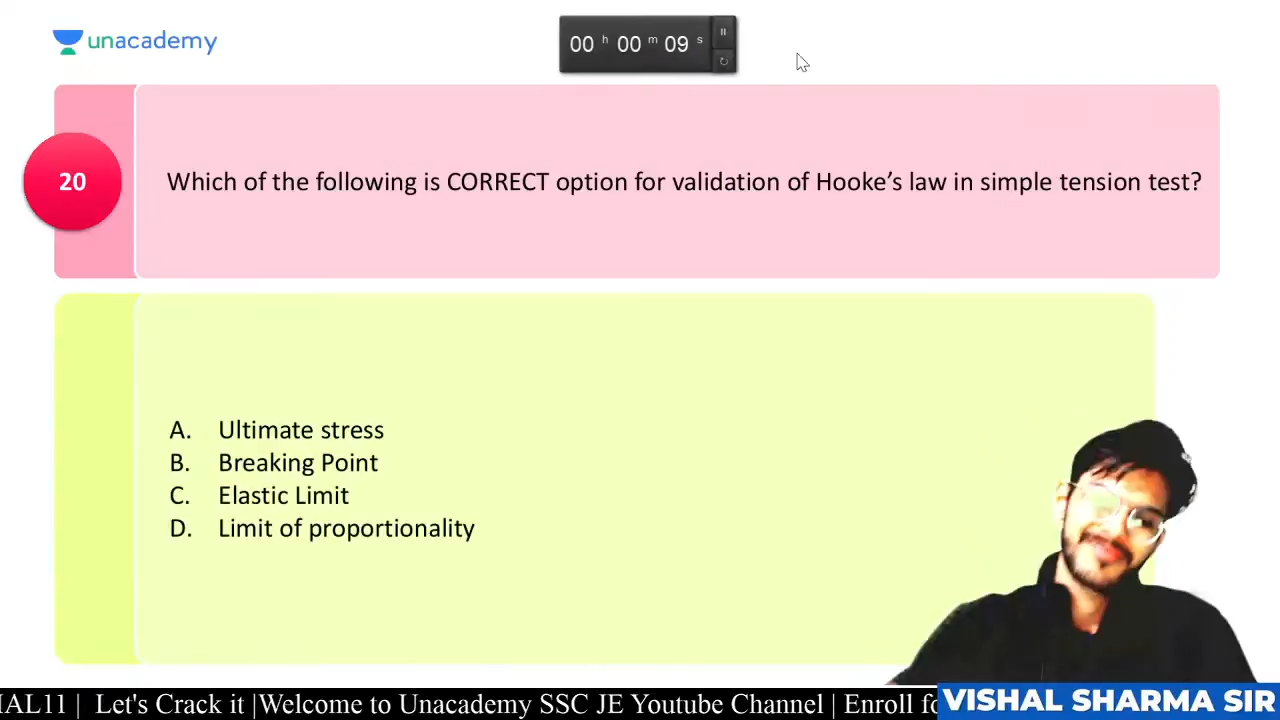 unacademy
00 h 00 m 09 s
20
Which of the following is CORRECT option for validation of Hooke’s law in simple tension test?
A. Ultimate stress
B. Breaking Point
C. Elastic Limit
D. Limit of proportionality
| Let's Crack it |Welcome to Unacademy SSC JE Youtube Channel | Enroll
VISHAL SHARMA SIR